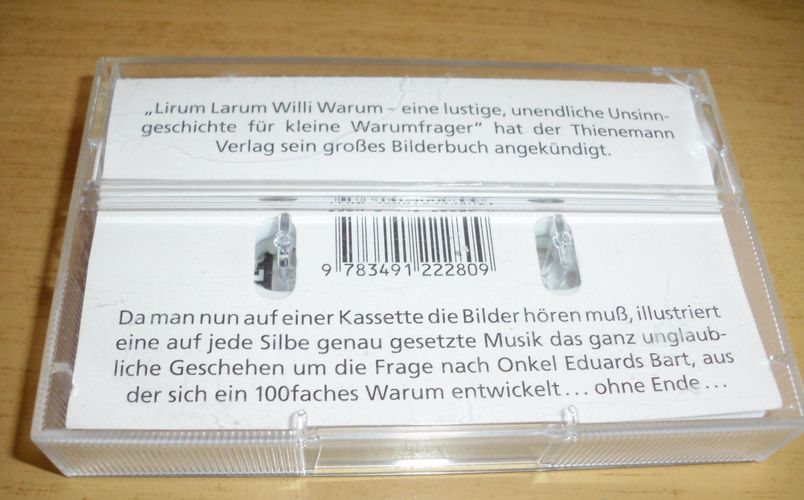 „Lirum Larum Willi Warum – eine lustige, unendliche Unsinn-
geschichte für kleine Warumfrager" hat der Thienemann
Verlag sein großes Bilderbuch angekündigt.
9 783491 222809
Da man nun auf einer Kassette die Bilder hören muß, illustriert
eine auf jede Silbe genau gesetzte Musik das ganz unglaub-
liche Geschehen um die Frage nach Onkel Eduards Bart, aus
der sich ein 100faches Warum entwickelt... ohne Ende...